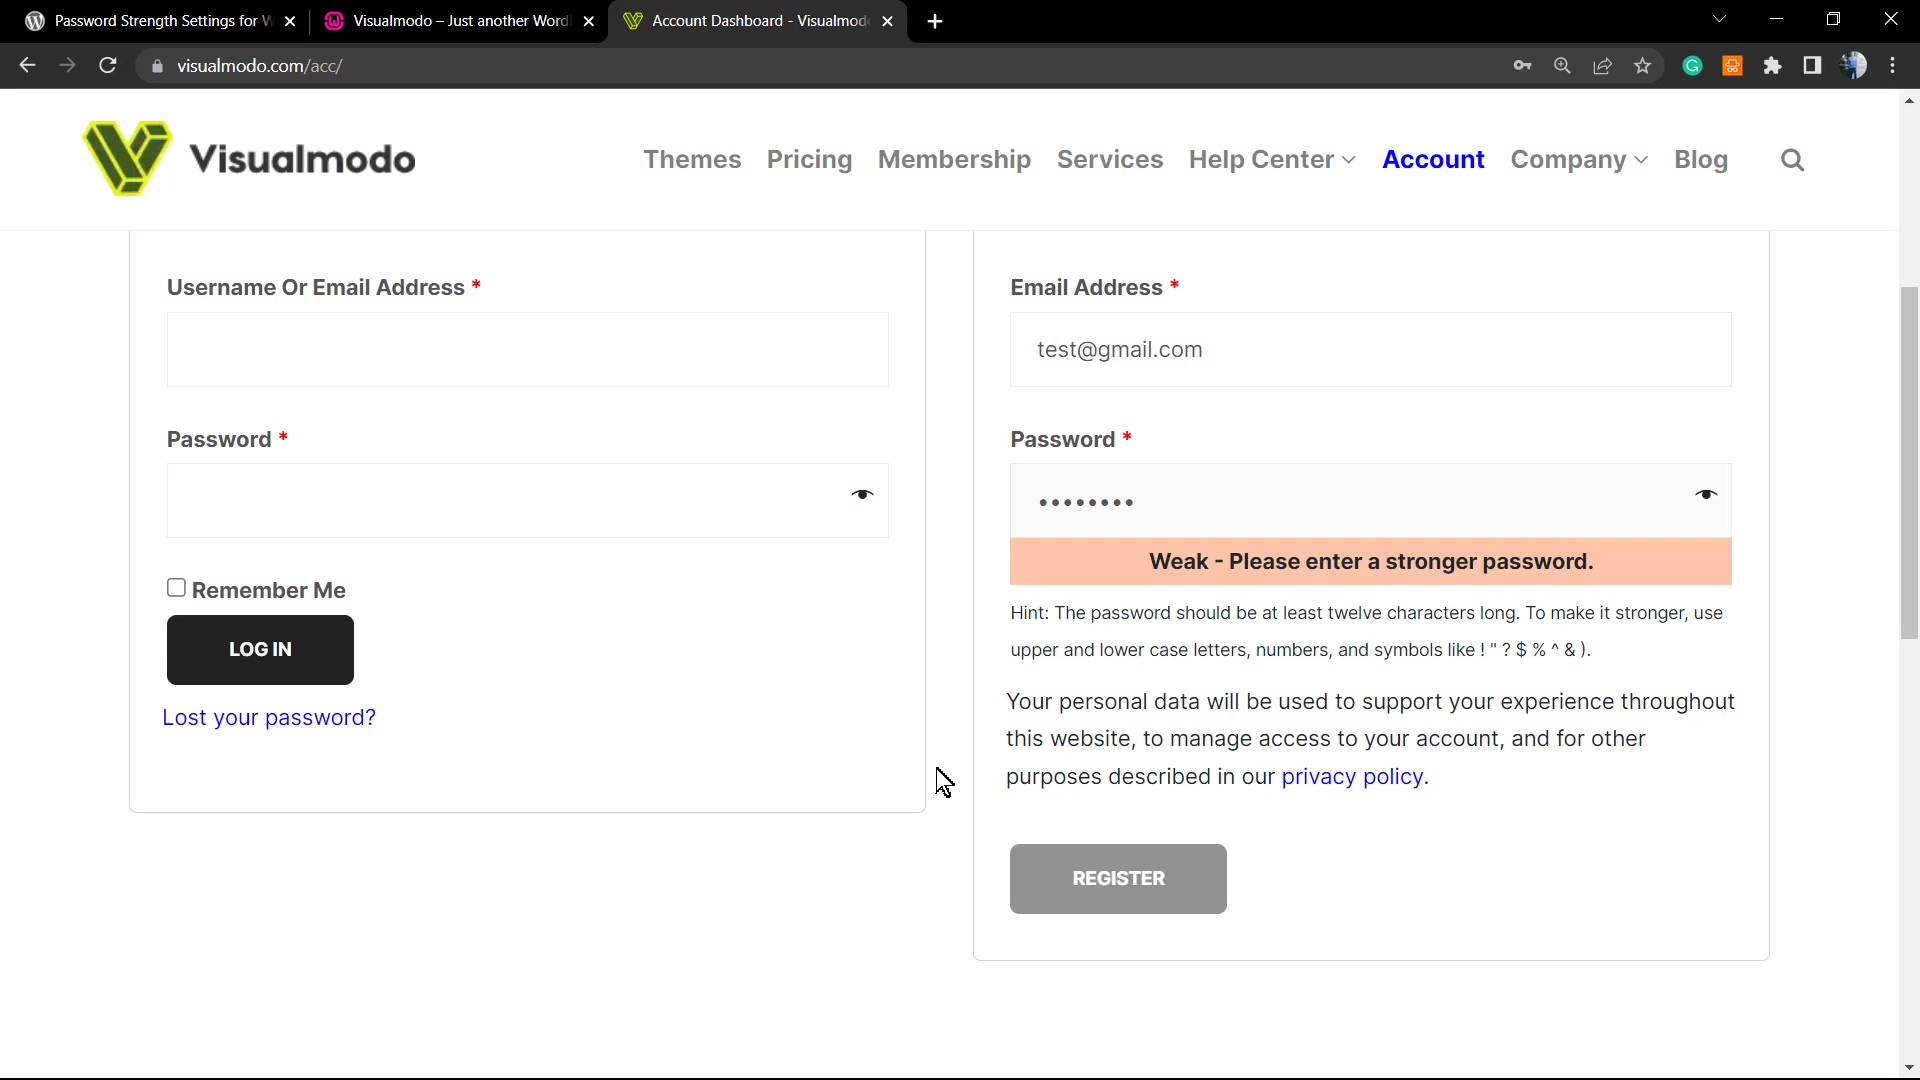 Password Strength Settings for W
Visualmodo – Just another Word
Account Dashboard - Visualmodo
visualmodo.com/acc/
Visualmodo
Themes
Pricing
Membership
Services
Help Center
Account
Company
Blog
Username Or Email Address *
Password *
Remember Me
LOG IN
Lost your password?
Email Address *
test@gmail.com
Password *
••••••••
Weak - Please enter a stronger password.
Hint: The password should be at least twelve characters long. To make it stronger, use
upper and lower case letters, numbers, and symbols like ! " ? $ % ^ & ).
Your personal data will be used to support your experience throughout
this website, to manage access to your account, and for other
purposes described in our privacy policy.
REGISTER